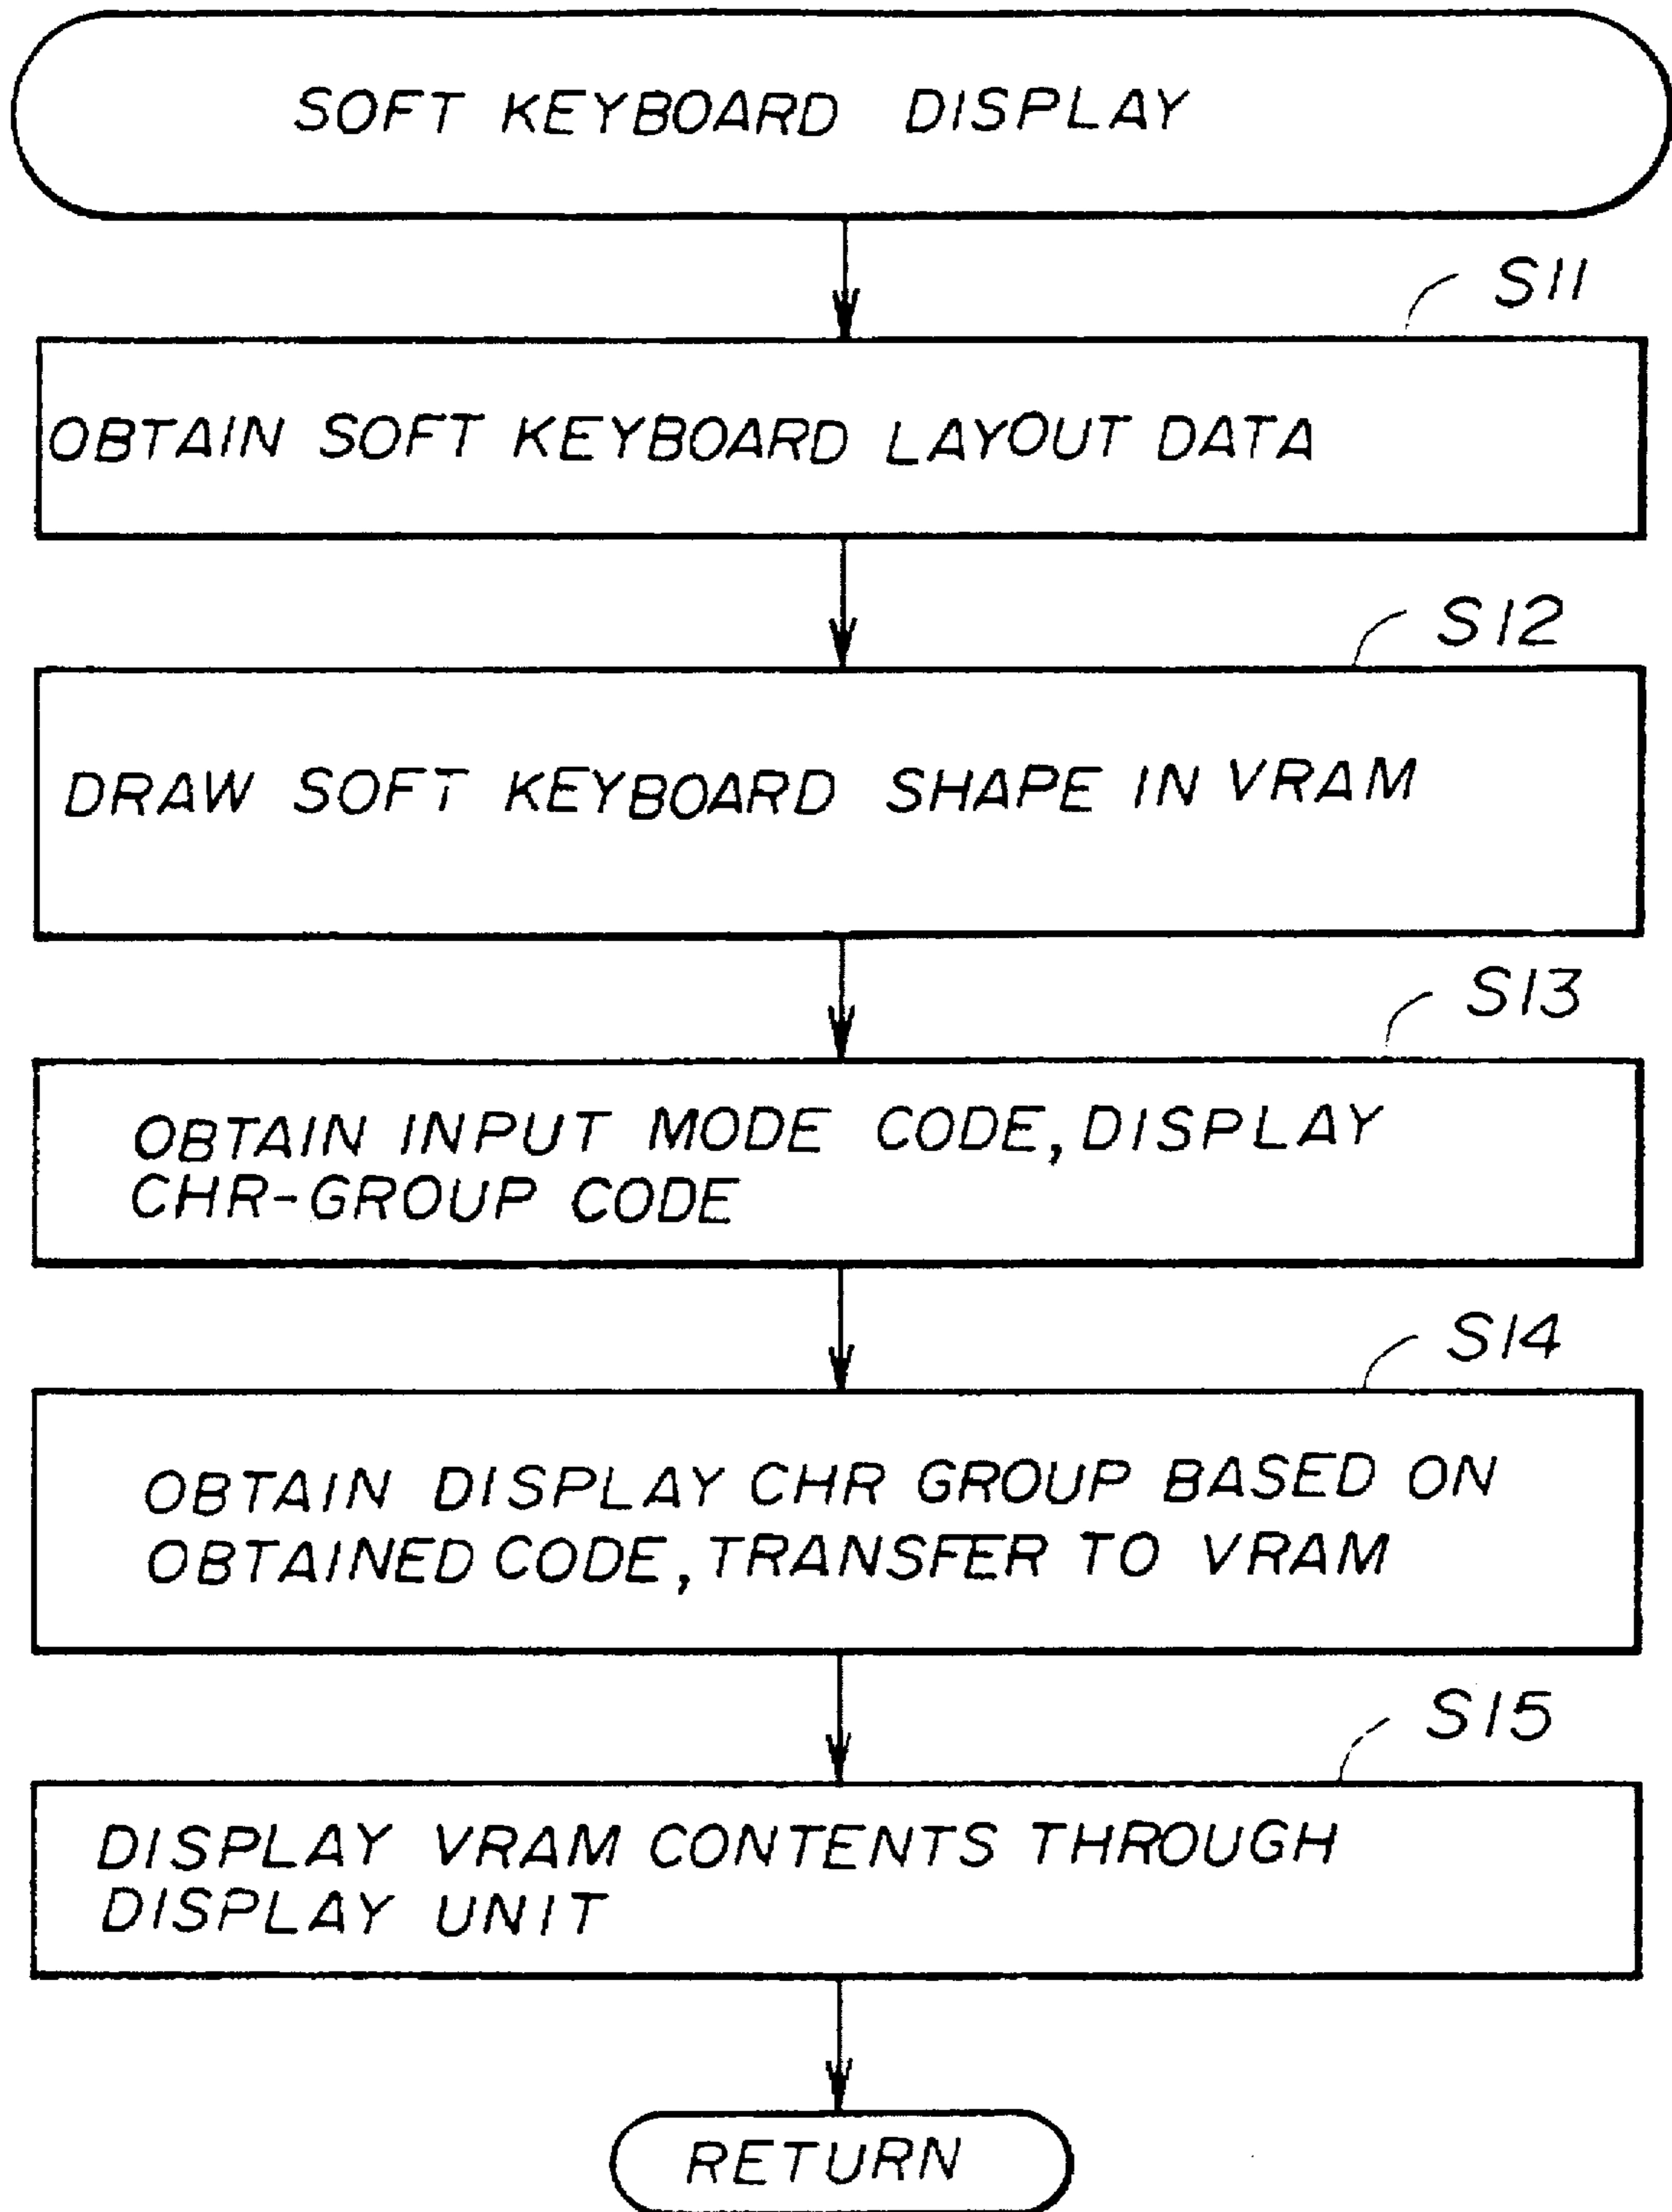 SOFT KEYBOARD DISPLAY
S11
OBTAIN SOFT KEYBOARD LAYOUT DATA
S12
DRAW SOFT KEYBOARD SHAPE IN VRAM
S13
OBTAIN INPUT MODE CODE, DISPLAY
CHR-GROUP CODE
S14
OBTAIN DISPLAY CHR GROUP BASED ON
OBTAINED CODE, TRANSFER TO VRAM
S15
DISPLAY VRAM CONTENTS THROUGH
DISPLAY UNIT
RETURN